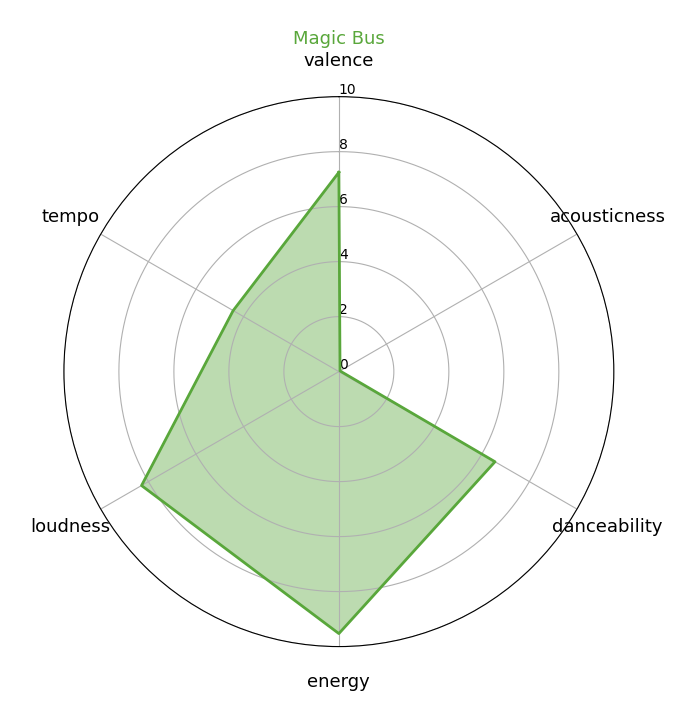 Magic Bus
valence
10
8
tempo
acousticness
6
4
2
0
loudness
danceability
energy